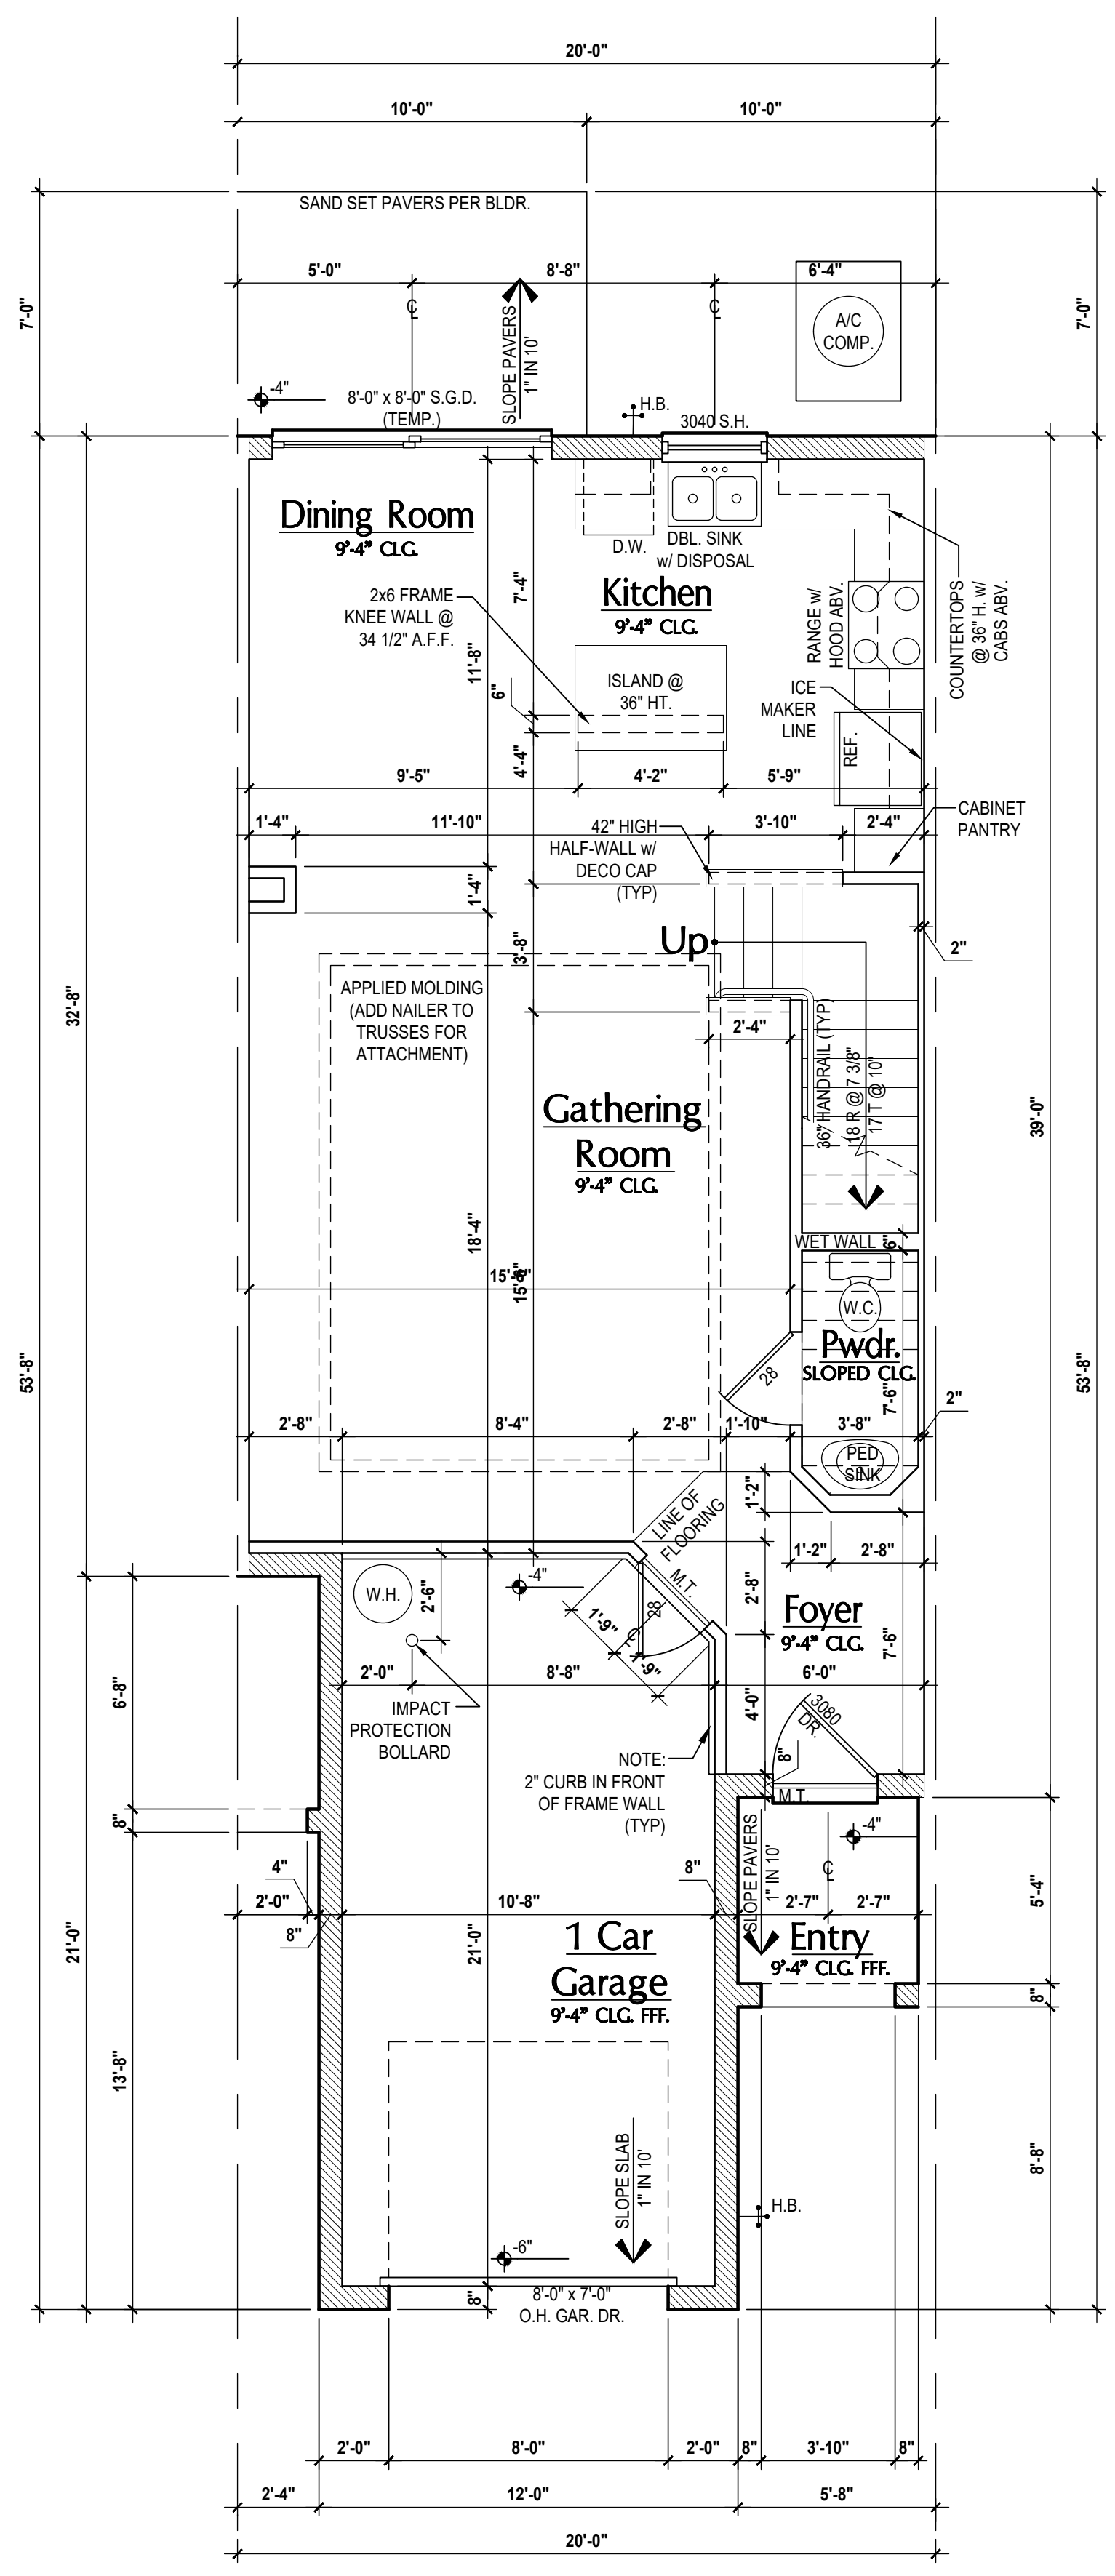 20'-0"
10'-0"
10'-0"
SAND SET PAVERS PER BLDR.
5'-0"
8'-8"
6'-4"
7'-0"
7'-0"
℄
℄
SLOPE PAVERS
1" IN 10'
A/C
COMP.
-4"
8'-0" x 8'-0" S.G.D.
(TEMP.)
H.B.
3040 S.H.
Dining Room
9'-4" CLG.
D.W.
DBL. SINK
w/ DISPOSAL
Kitchen
9'-4" CLG.
2x6 FRAME
KNEE WALL @
34 1/2" A.F.F.
7'-4"
11'-8"
6"
4'-4"
RANGE w/
HOOD ABV.
COUNTERTOPS
@ 36" H. w/
CABS ABV.
ISLAND @
36" HT.
ICE
MAKER
LINE
REF.
9'-5"
4'-2"
5'-9"
CABINET
PANTRY
1'-4"
11'-10"
3'-10"
2'-4"
42" HIGH
HALF-WALL w/
DECO CAP
(TYP)
1'-4"
3'-8"
Up
2"
APPLIED MOLDING
(ADD NAILER TO
TRUSSES FOR
ATTACHMENT)
2'-4"
36" HANDRAIL (TYP)
18 R @ 7 3/8"
17 T @ 10"
32'-8"
39'-0"
Gathering
Room
9'-4" CLG.
18'-4"
15'-6"
WET WALL
6"
W.C.
Pwdr.
SLOPED CLG.
28
7'-6"
53'-8"
53'-8"
2'-8"
8'-4"
2'-8"
1'-10"
3'-8"
2"
PED
SINK
LINE OF
FLOORING
1'-2"
1'-2"
2'-8"
W.H.
2'-6"
-4"
M.T.
28
℄
1'-9"
1'-9"
2'-8"
Foyer
9'-4" CLG.
7'-6"
2'-0"
8'-8"
6'-0"
6'-8"
4'-0"
IMPACT
PROTECTION
BOLLARD
3080
DR.
8"
M.T.
NOTE:
2" CURB IN FRONT
OF FRAME WALL
(TYP)
8"
-4"
SLOPE PAVERS
1" IN 10'
℄
4"
2'-0"
8"
10'-8"
8"
2'-7"
2'-7"
5'-4"
21'-0"
21'-0"
1 Car
Garage
9'-4" CLG. FFF.
Entry
9'-4" CLG. FFF.
8"
13'-8"
8'-8"
SLOPE SLAB
1" IN 10'
H.B.
-6"
8"
8'-0" x 7'-0"
O.H. GAR. DR.
2'-0"
8'-0"
2'-0"
8"
3'-10"
8"
2'-4"
12'-0"
5'-8"
20'-0"